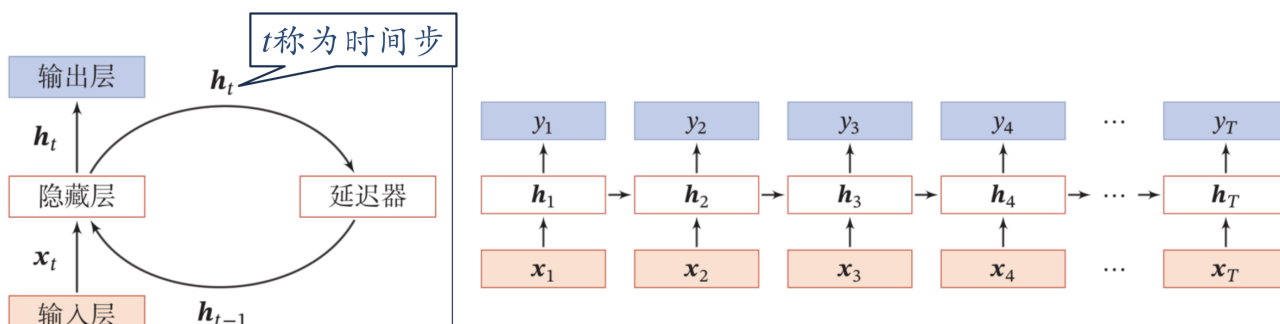 t称为时间步
输出层
h_t
h_t
隐藏层
延迟器
x_t
输入层
h_{t-1}
y_1 y_2 y_3 y_4 ... y_T
h_1 h_2 h_3 h_4 ... h_T
x_1 x_2 x_3 x_4 ... x_T